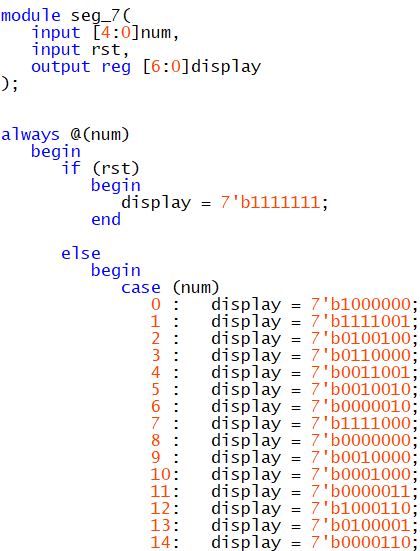 module seg_7(
   input [4:0]num,
   input rst,
   output reg [6:0]display
);
always @(num)
   begin
      if (rst)
         begin
            display = 7'b1111111;
         end
      else
         begin
            case (num)
               0 :   display = 7'b1000000;
               1 :   display = 7'b1111001;
               2 :   display = 7'b0100100;
               3 :   display = 7'b0110000;
               4 :   display = 7'b0011001;
               5 :   display = 7'b0010010;
               6 :   display = 7'b0000010;
               7 :   display = 7'b1111000;
               8 :   display = 7'b0000000;
               9 :   display = 7'b0010000;
               10:   display = 7'b0001000;
               11:   display = 7'b0000011;
               12:   display = 7'b1000110;
               13:   display = 7'b0100001;
               14:   display = 7'b0000110;